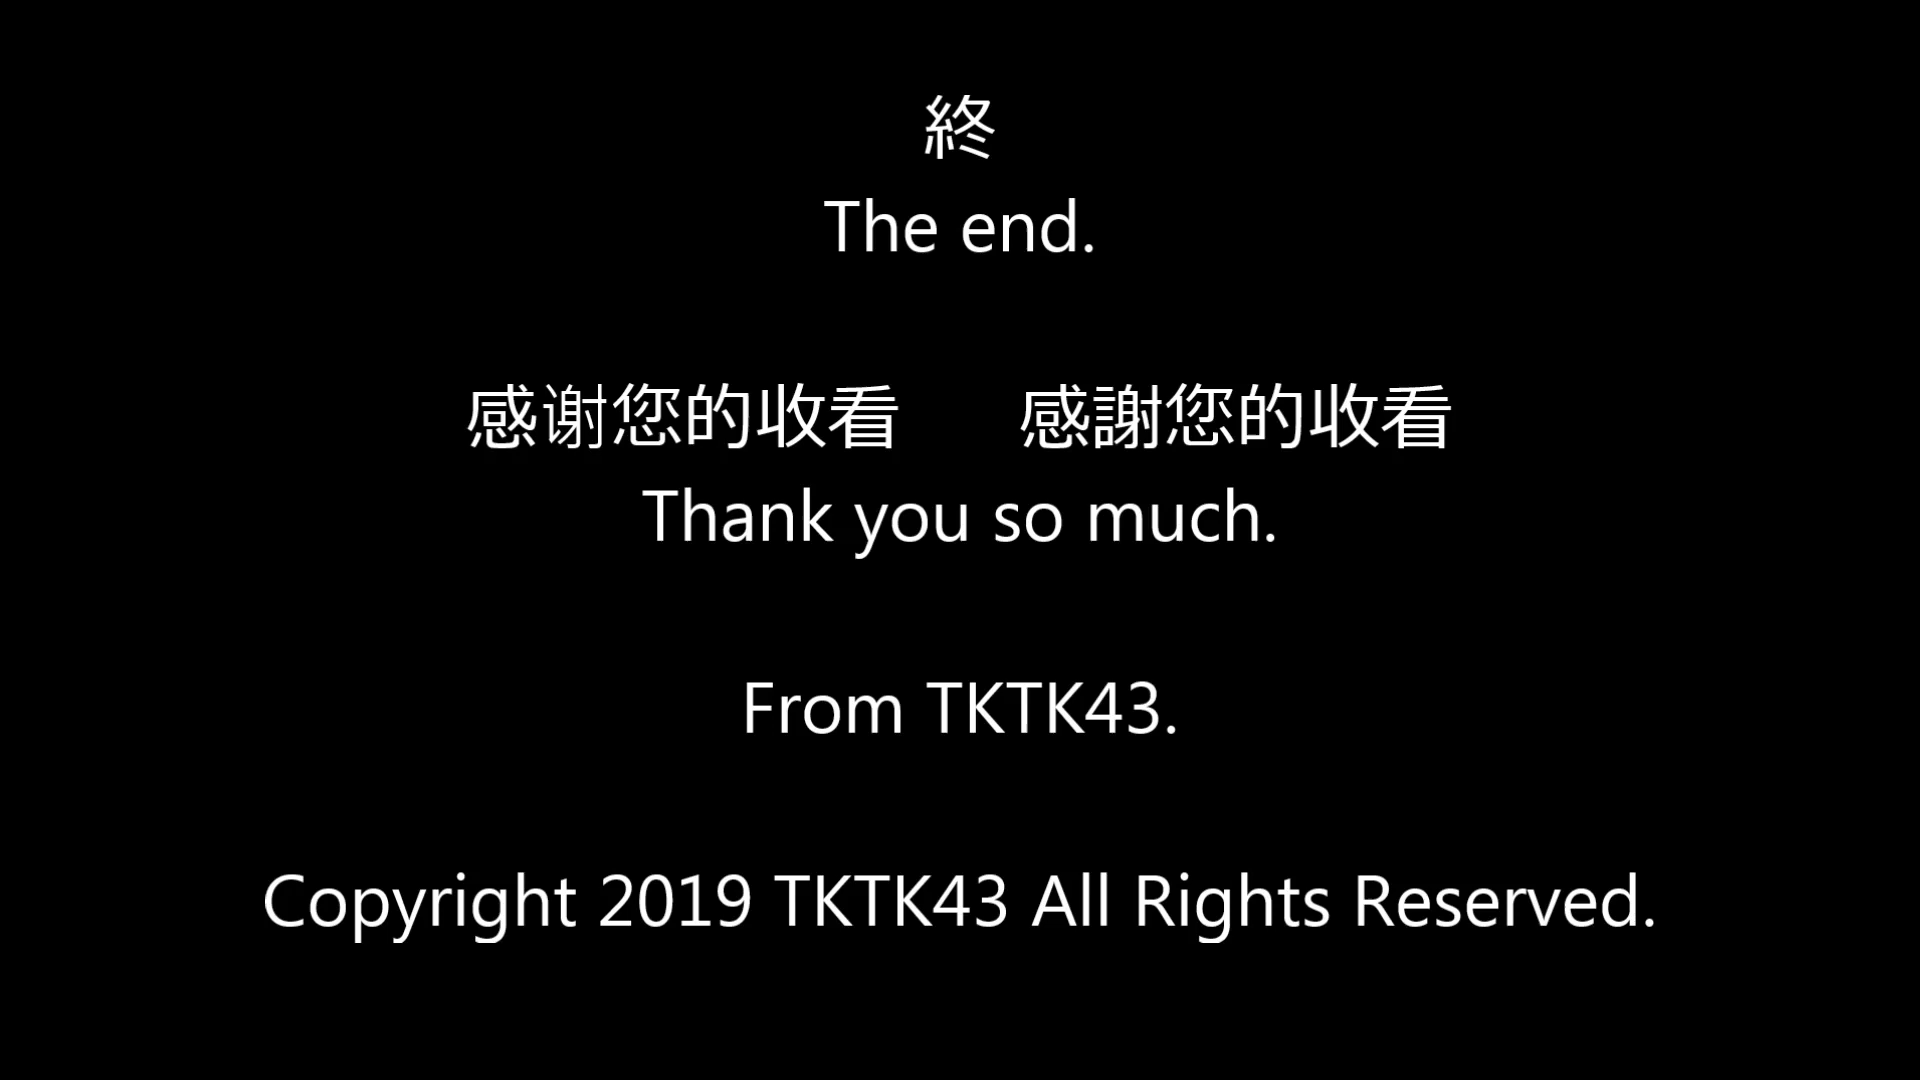 終
The end.
感谢您的收看 感謝您的收看
Thank you so much.
From TKTK43.
Copyright 2019 TKTK43 All Rights Reserved.